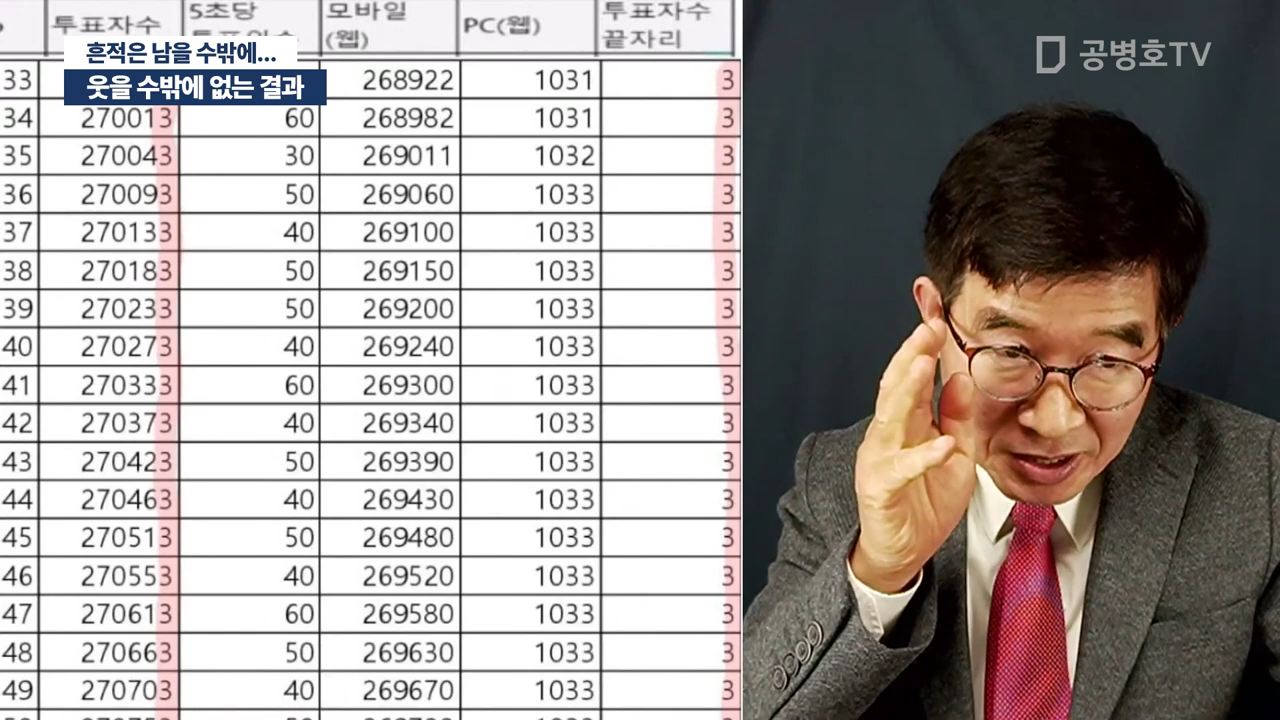 투표자수 5초당 모바일 (웹) PC(웹) 투표자수 끝자리
흔적은 남을 수밖에...
웃을 수밖에 없는 결과
공병호TV
33 268922 1031 3
34 270013 60 268982 1031 3
35 270043 30 269011 1032 3
36 270093 50 269060 1033 3
37 270133 40 269100 1033 3
38 270183 50 269150 1033 3
39 270233 50 269200 1033 3
40 270273 40 269240 1033 3
41 270333 60 269300 1033 3
42 270373 40 269340 1033 3
43 270423 50 269390 1033 3
44 270463 40 269430 1033 3
45 270513 50 269480 1033 3
46 270553 40 269520 1033 3
47 270613 60 269580 1033 3
48 270663 50 269630 1033 3
49 270703 40 269670 1033 3